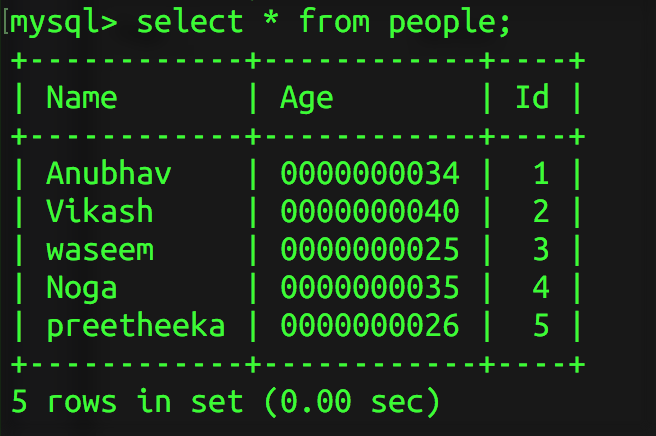 mysql> select * from people;
+------------+------------+----+
| Name       | Age        | Id |
+------------+------------+----+
| Anubhav    | 0000000034 |  1 |
| Vikash     | 0000000040 |  2 |
| waseem     | 0000000025 |  3 |
| Noga       | 0000000035 |  4 |
| preetheeka | 0000000026 |  5 |
+------------+------------+----+
5 rows in set (0.00 sec)